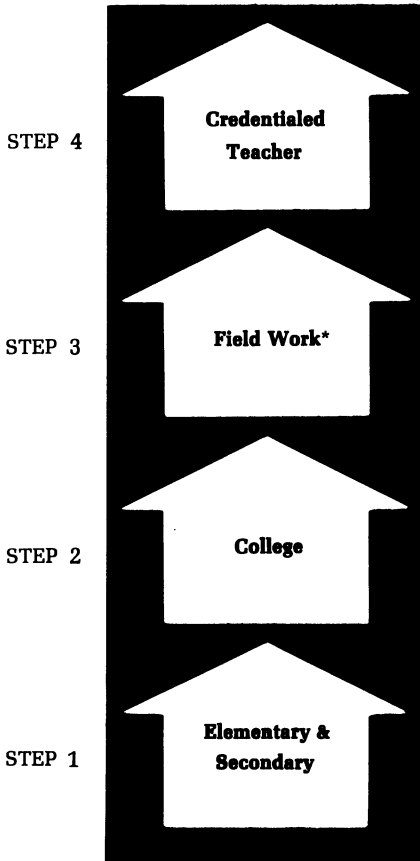 Credentialed
STEP 4
Teacher
STEP 3
Field Work*
STEP 2
College
Elementary &
STEP 1
Secondary